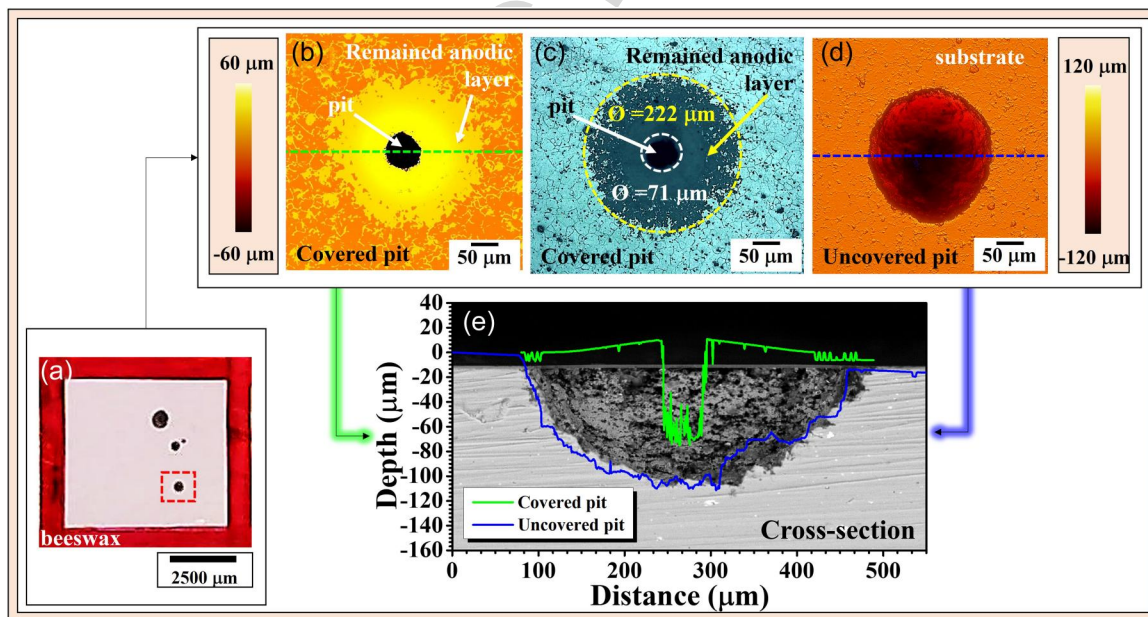 60 μm
-60 μm
(b)
Remained anodic
layer
pit
Covered pit
50 μm
(c)
Remained anodic
layer
pit
Ø =222 μm
Ø =71 μm
Covered pit
50 μm
(d)
substrate
Uncovered pit
50 μm
120 μm
-120 μm
(a)
beeswax
2500 μm
(e)
Depth (μm)
40
20
0
-20
-40
-60
-80
-100
-120
-140
-160
Covered pit
Uncovered pit
Cross-section
0
100
200
300
400
500
Distance (μm)